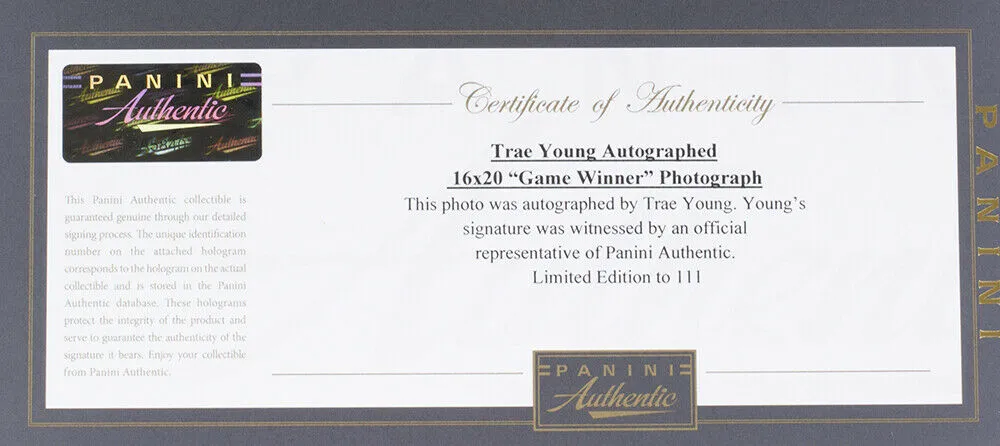 PANINI
Authentic
Certificate of Authenticity
Trae Young Autographed
16x20 “Game Winner” Photograph
This photo was autographed by Trae Young. Young’s
signature was witnessed by an official
representative of Panini Authentic.
Limited Edition to 111
This Panini Authentic collectible is
guaranteed genuine through our detailed
signing process. The unique identification
number on the attached hologram
corresponds to the hologram on the actual
collectible and is stored in the Panini
Authentic database. These holograms
protect the integrity of the product and
serve to guarantee the authenticity of the
signature it bears. Enjoy your collectible
from Panini Authentic.
PANINI
Authentic
PANINI